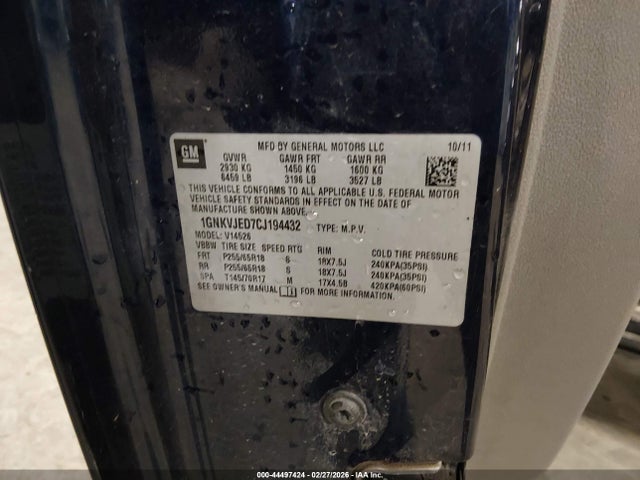 GM
MFD BY GENERAL MOTORS LLC 10/11
GVWR GAWR FRT GAWR RR
2930 KG 1450 KG 1600 KG
6459 LB 3196 LB 3527 LB
THIS VEHICLE CONFORMS TO ALL APPLICABLE U.S. FEDERAL MOTOR
VEHICLE SAFETY STANDARDS IN EFFECT ON THE DATE OF
MANUFACTURE SHOWN ABOVE.
1GNKVJED7CJ194432 TYPE: M.P.V.
MODEL: V14526
VBBW TIRE SIZE SPEED RTG RIM COLD TIRE PRESSURE
FRT P255/65R18 S 18X7.5J 240KPA(35PSI)
RR P255/65R18 S 18X7.5J 240KPA(35PSI)
SPA T145/70R17 M 17X4.5B 420KPA(60PSI)
SEE OWNER'S MANUAL FOR MORE INFORMATION.
000-44497424 - 02/27/2026 - Copyright © IAA, Inc.